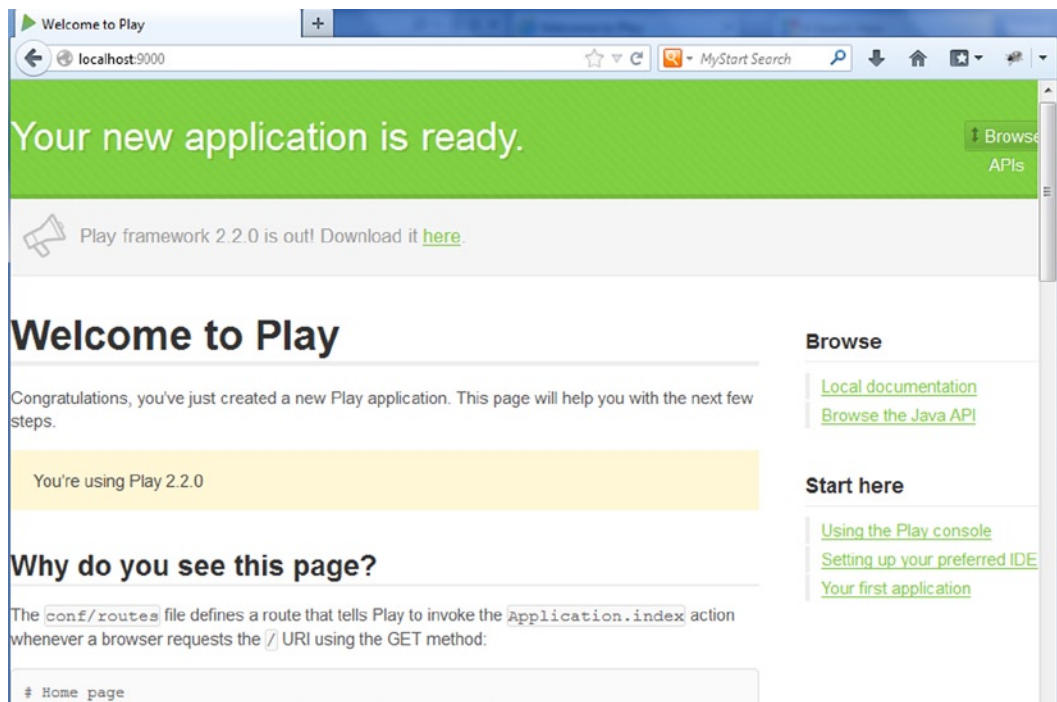 Welcome to Play
localhost:9000
MyStart Search
Your new application is ready.
Browse
APIs
Play framework 2.2.0 is out! Download it here.
Welcome to Play
Congratulations, you've just created a new Play application. This page will help you with the next few
steps.
You're using Play 2.2.0
Why do you see this page?
The conf/routes file defines a route that tells Play to invoke the Application.index action
whenever a browser requests the / URI using the GET method:
# Home page
Browse
Local documentation
Browse the Java API
Start here
Using the Play console
Setting up your preferred IDE
Your first application